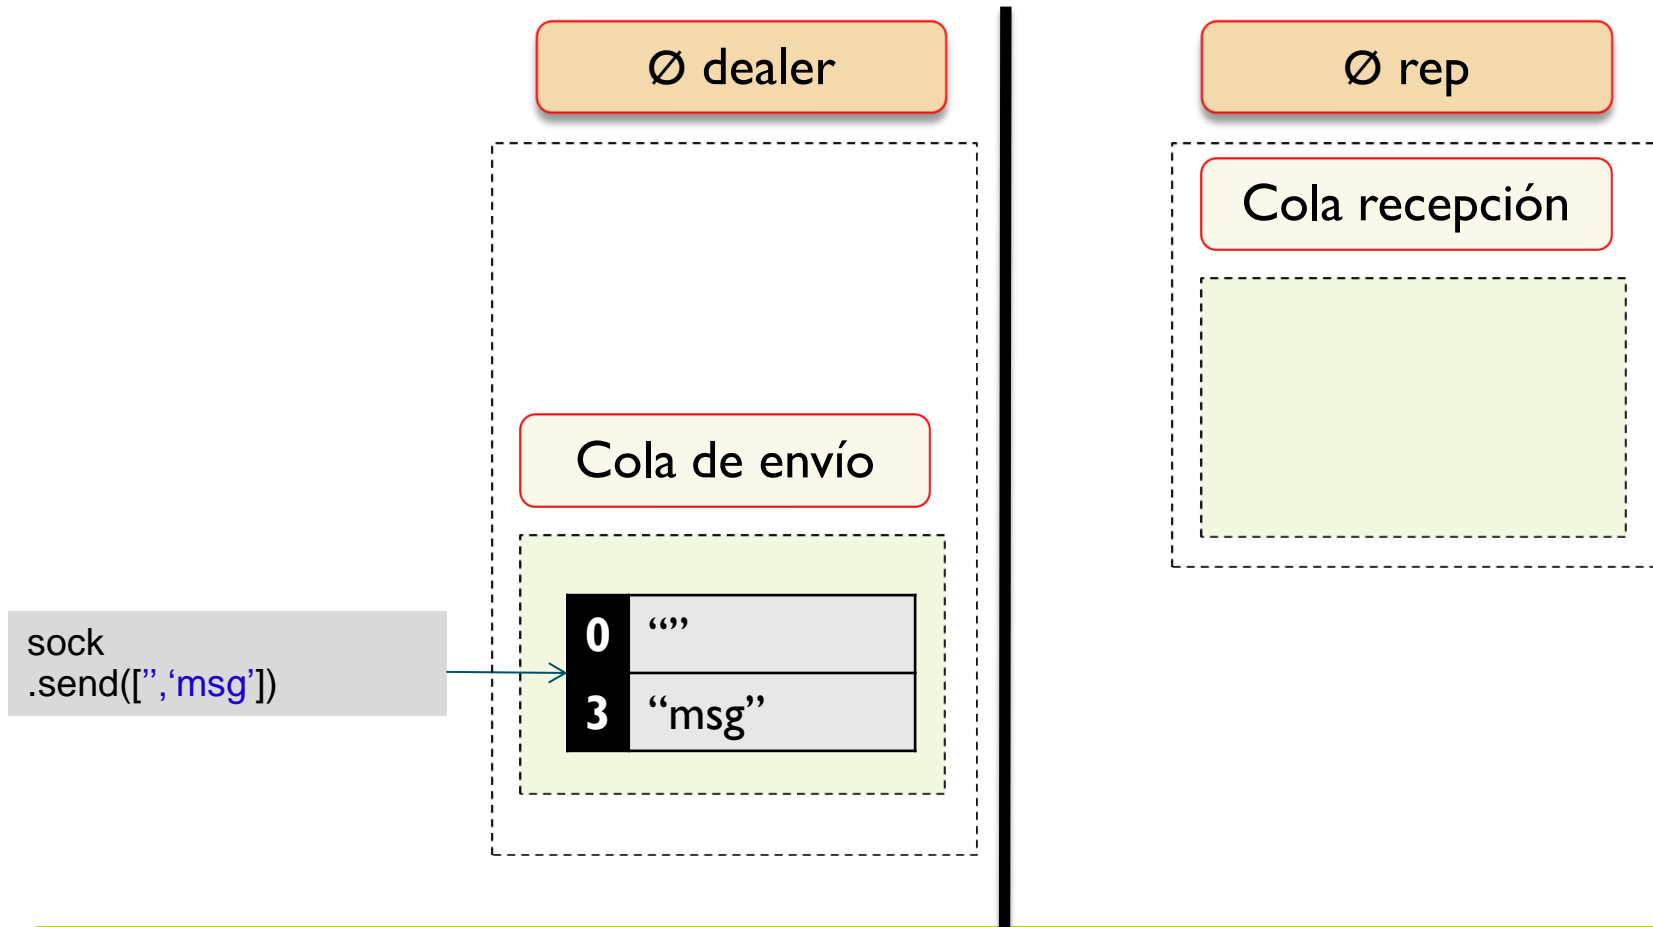 Ø dealer
Ø rep
Cola recepción
Cola de envío
0 “”
3 “msg”
sock
.send([’’,‘msg’])